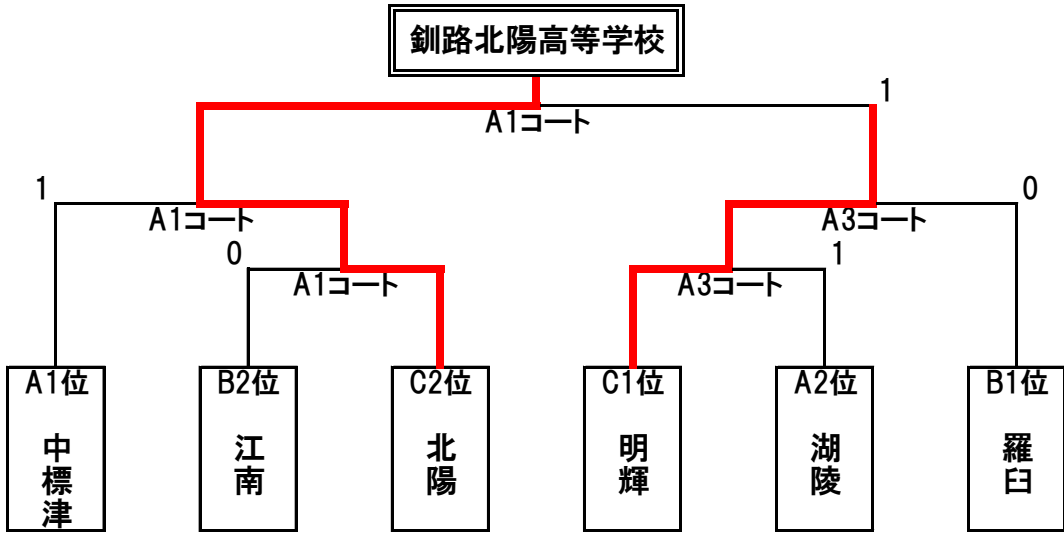 釧路北陽高等学校
1
A1コート
1
0
A1コート
A3コート
0
1
A1コート
A3コート
A1位
B2位
C2位
C1位
A2位
B1位
中標津
江南
北陽
明輝
湖陵
羅臼